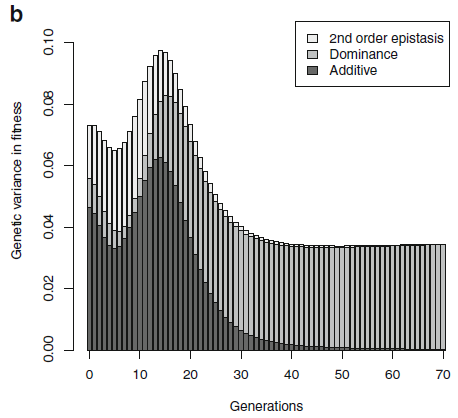 b
2nd order epistasis
Dominance
Additive
Genetic variance in fitness
0.10
0.08
0.06
0.04
0.02
0.00
0 10 20 30 40 50 60 70
Generations